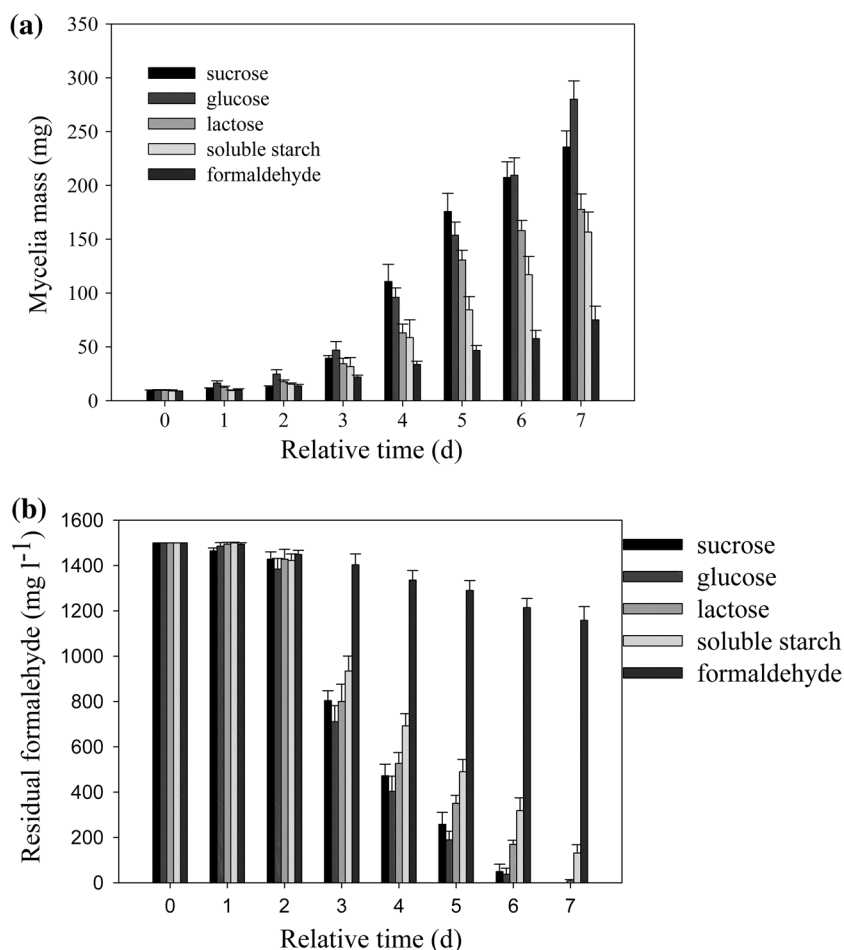 (a)
350
300
250
200
150
100
50
0
Mycelia mass (mg)
sucrose
glucose
lactose
soluble starch
formaldehyde
0 1 2 3 4 5 6 7
Relative time (d)
(b)
1600
1400
1200
1000
800
600
400
200
0
Residual formalehyde (mg l-1)
sucrose
glucose
lactose
soluble starch
formaldehyde
0 1 2 3 4 5 6 7
Relative time (d)